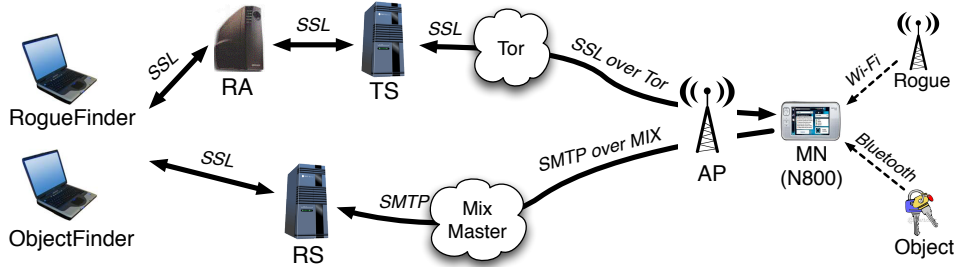 SSL
SSL
SSL
Tor
SSL over Tor
Wi-Fi
Rogue
RA
TS
RogueFinder
AP
MN
(N800)
SMTP over MIX
Bluetooth
SSL
SMTP
Mix
Master
ObjectFinder
RS
Object